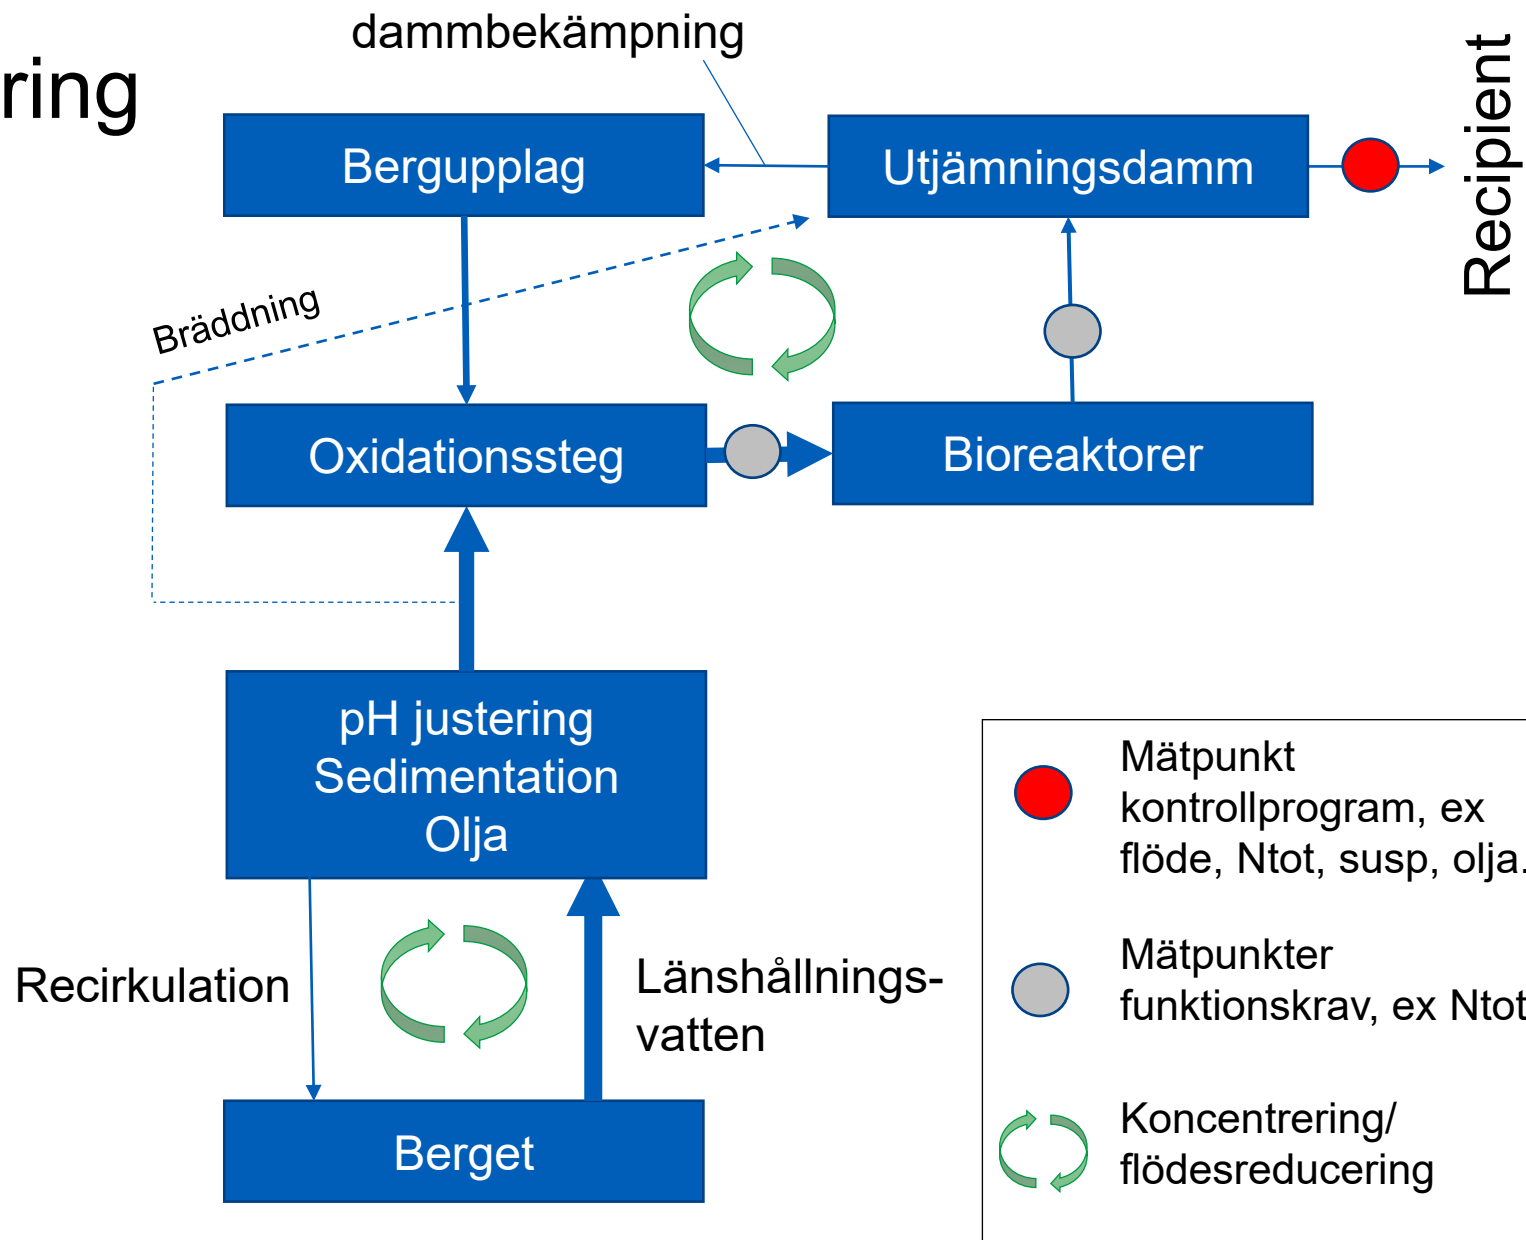 dammbekämpning
ring
Bergupplag
Utjämningsdamm
Recipient
Bräddning
Oxidationssteg
Bioreaktorer
pH justering
Sedimentation
Olja
Recirkulation
Länshållnings-
vatten
Berget
Mätpunkt
kontrollprogram, ex
flöde, Ntot, susp, olja.
Mätpunkter
funktionskrav, ex Ntot
Koncentrering/
flödesreducering